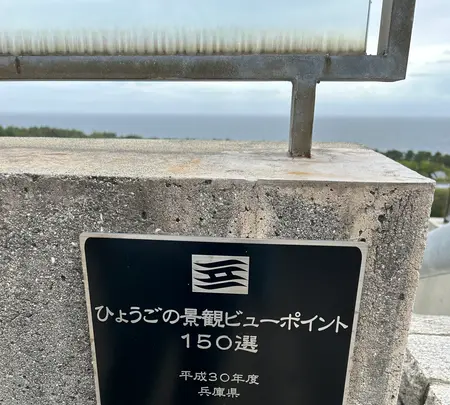 ひょうごの景観ビューポイント
150選
平成30年度
兵庫県